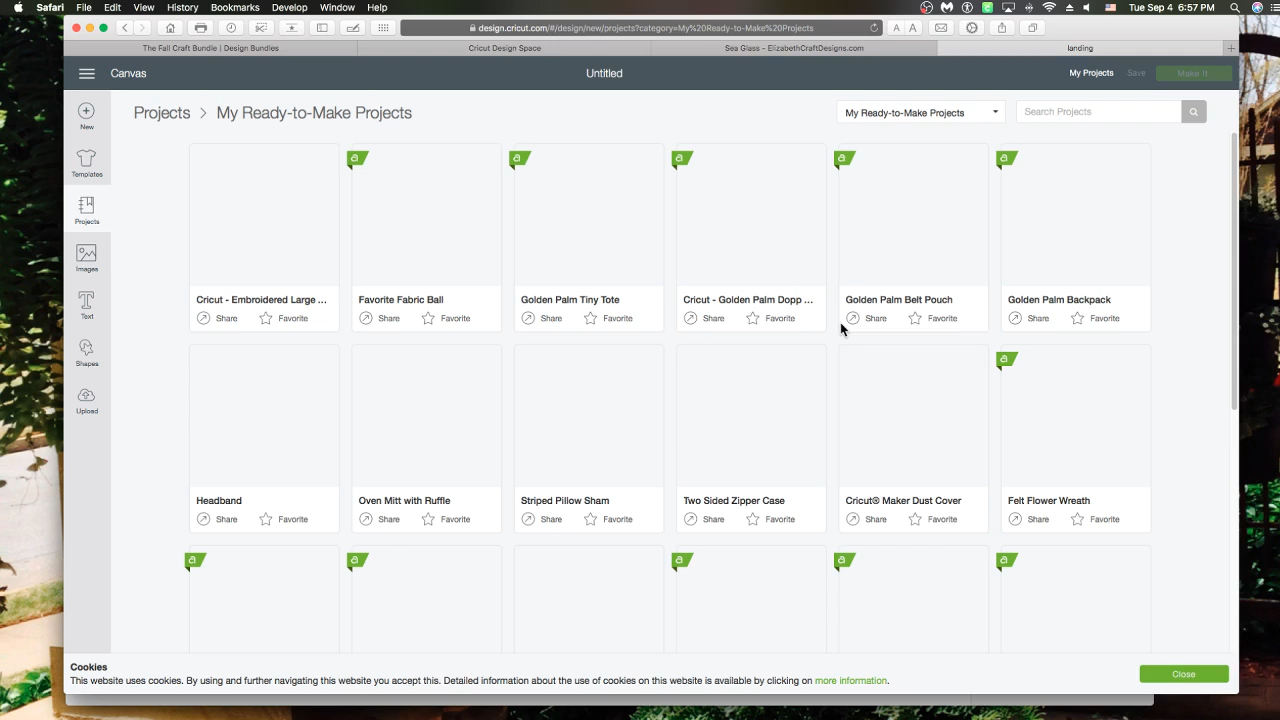 Safari File Edit View History Bookmarks Develop Window Help Tue Sep 4 6:57 PM
design.cricut.com/#/design/new/projects?category=My%20Ready-to-Make%20Projects A A
The Fall Craft Bundle | Design Bundles Cricut Design Space Sea Glass - ElizabethCraftDesigns.com landing
Canvas Untitled My Projects Save Make It
Projects > My Ready-to-Make Projects My Ready-to-Make Projects Search Projects
New
Templates
Projects
Images
Text
Shapes
Upload
a a a a a
Cricut - Embroidered Large ... Favorite Fabric Ball Golden Palm Tiny Tote Cricut - Golden Palm Dopp ... Golden Palm Belt Pouch Golden Palm Backpack
Share Favorite Share Favorite Share Favorite Share Favorite Share Favorite Share Favorite
a
Headband Oven Mitt with Ruffle Striped Pillow Sham Two Sided Zipper Case Cricut® Maker Dust Cover Felt Flower Wreath
Share Favorite Share Favorite Share Favorite Share Favorite Share Favorite Share Favorite
a a a a a
Cookies
This website uses cookies. By using and further navigating this website you accept this. Detailed information about the use of cookies on this website is available by clicking on more information.
Close